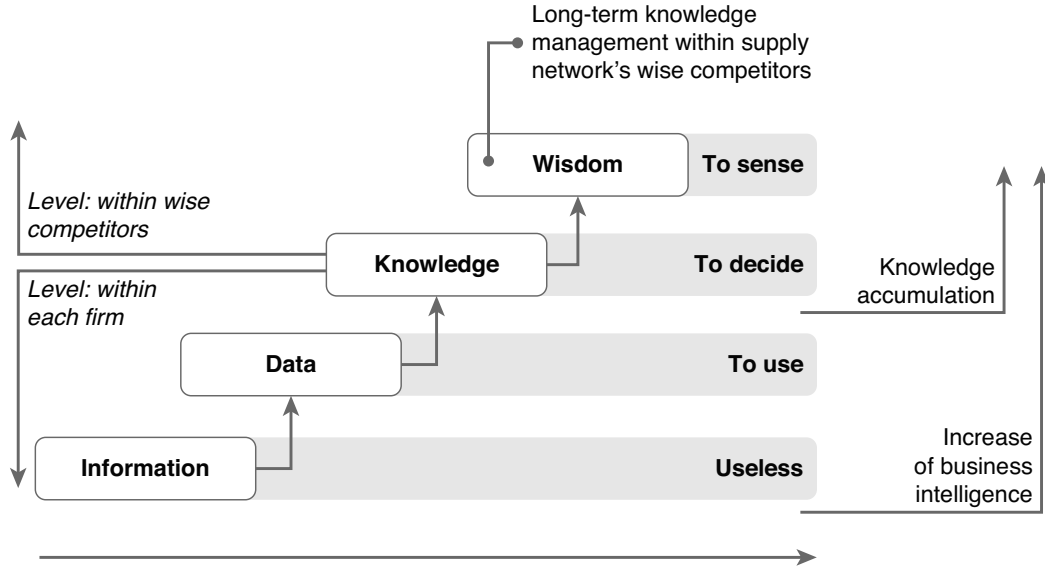 Long-term knowledge
management within supply
network's wise competitors
Wisdom
To sense
Level: within wise
competitors
Knowledge
To decide
Knowledge
accumulation
Level: within
each firm
Data
To use
Information
Useless
Increase
of business
intelligence